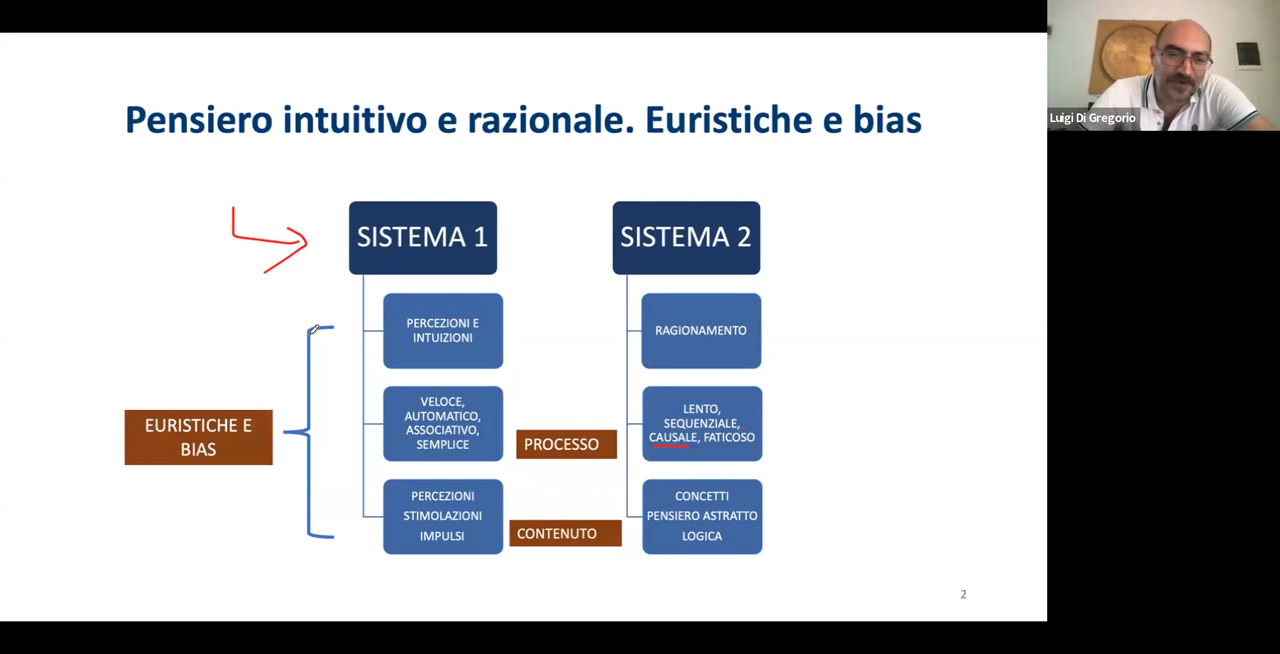 Luigi Di Gregorio
Pensiero intuitivo e razionale. Euristiche e bias
SISTEMA 1
PERCEZIONI E
INTUIZIONI
VELOCE,
AUTOMATICO,
ASSOCIATIVO,
SEMPLICE
PERCEZIONI
STIMOLAZIONI
IMPULSI
SISTEMA 2
RAGIONAMENTO
LENTO,
SEQUENZIALE,
CAUSALE, FATICOSO
CONCETTI
PENSIERO ASTRATTO
LOGICA
EURISTICHE E
BIAS
PROCESSO
CONTENUTO
2